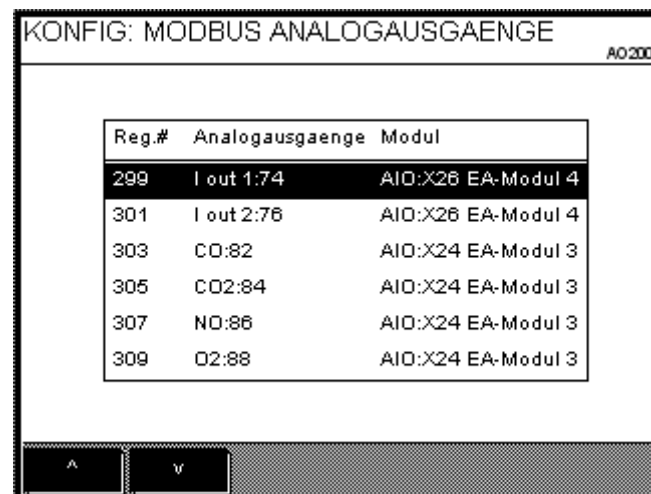 KONFIG: MODBUS ANALOGAUSGAENGE
AO200
Reg.# Analogausgaenge Modul
299 I out 1:74 AIO:X26 EA-Modul 4
301 I out 2:76 AIO:X26 EA-Modul 4
303 CO:82 AIO:X24 EA-Modul 3
305 CO2:84 AIO:X24 EA-Modul 3
307 NO:86 AIO:X24 EA-Modul 3
309 O2:88 AIO:X24 EA-Modul 3
^ v